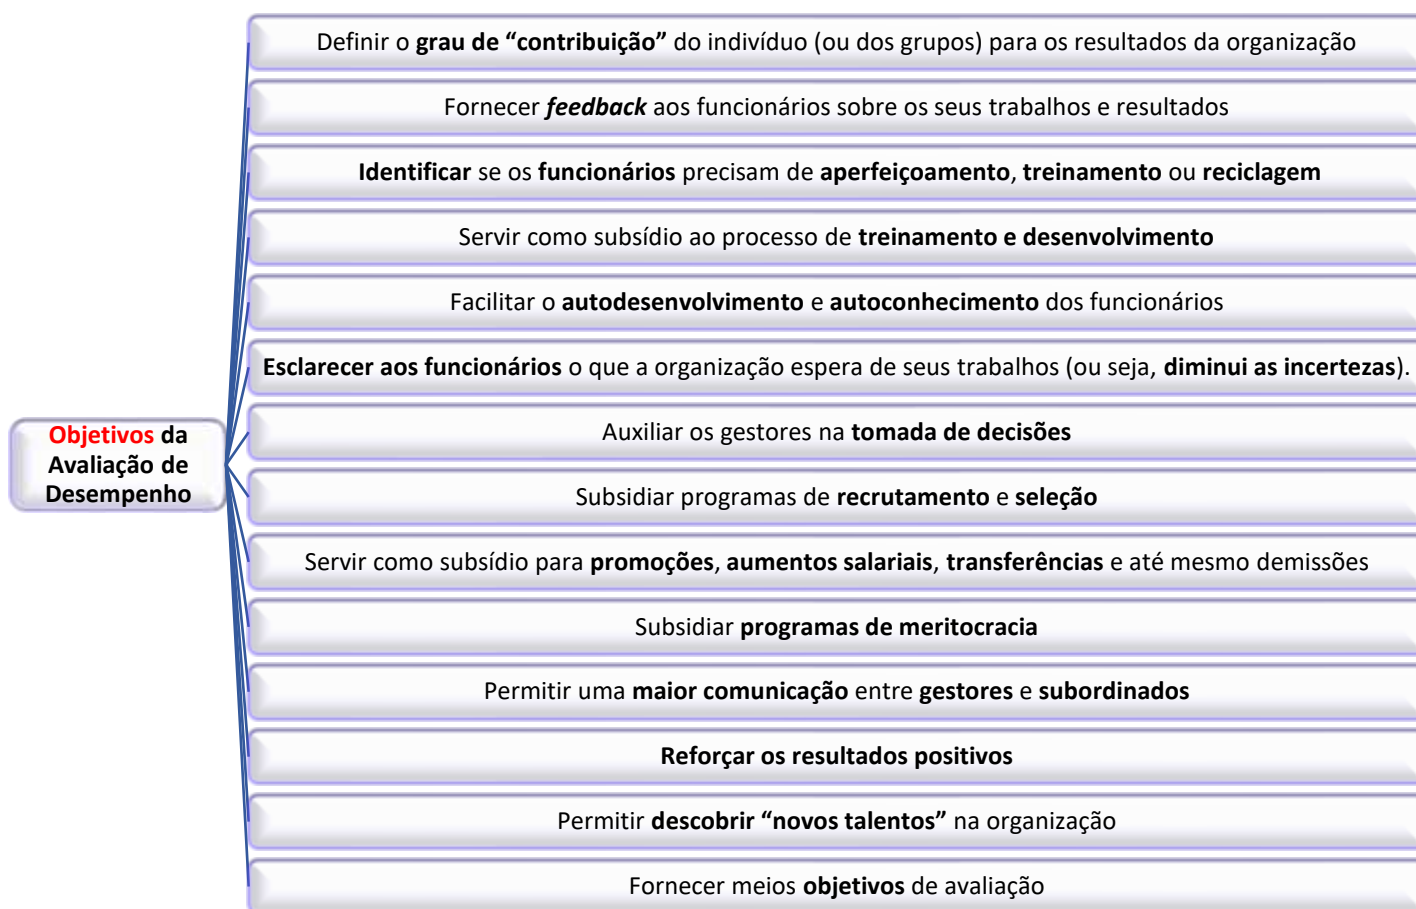 Definir o grau de “contribuição” do indivíduo (ou dos grupos) para os resultados da organização
Fornecer feedback aos funcionários sobre os seus trabalhos e resultados
Identificar se os funcionários precisam de aperfeiçoamento, treinamento ou reciclagem
Servir como subsídio ao processo de treinamento e desenvolvimento
Facilitar o autodesenvolvimento e autoconhecimento dos funcionários
Esclarecer aos funcionários o que a organização espera de seus trabalhos (ou seja, diminui as incertezas).
Objetivos da
Avaliação de
Desempenho
Auxiliar os gestores na tomada de decisões
Subsidiar programas de recrutamento e seleção
Servir como subsídio para promoções, aumentos salariais, transferências e até mesmo demissões
Subsidiar programas de meritocracia
Permitir uma maior comunicação entre gestores e subordinados
Reforçar os resultados positivos
Permitir descobrir “novos talentos” na organização
Fornecer meios objetivos de avaliação